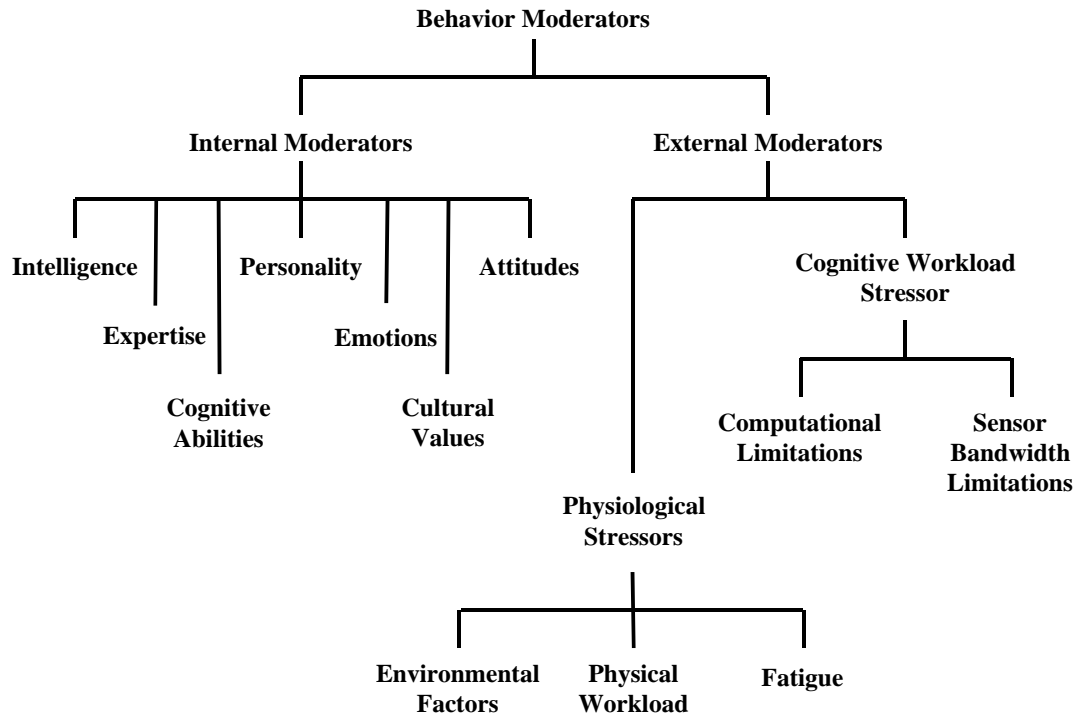 Behavior Moderators
Internal Moderators
External Moderators
Intelligence
Personality
Attitudes
Expertise
Emotions
Cognitive
Abilities
Cultural
Values
Cognitive Workload
Stressor
Computational
Limitations
Sensor
Bandwidth
Limitations
Physiological
Stressors
Environmental
Factors
Physical
Workload
Fatigue